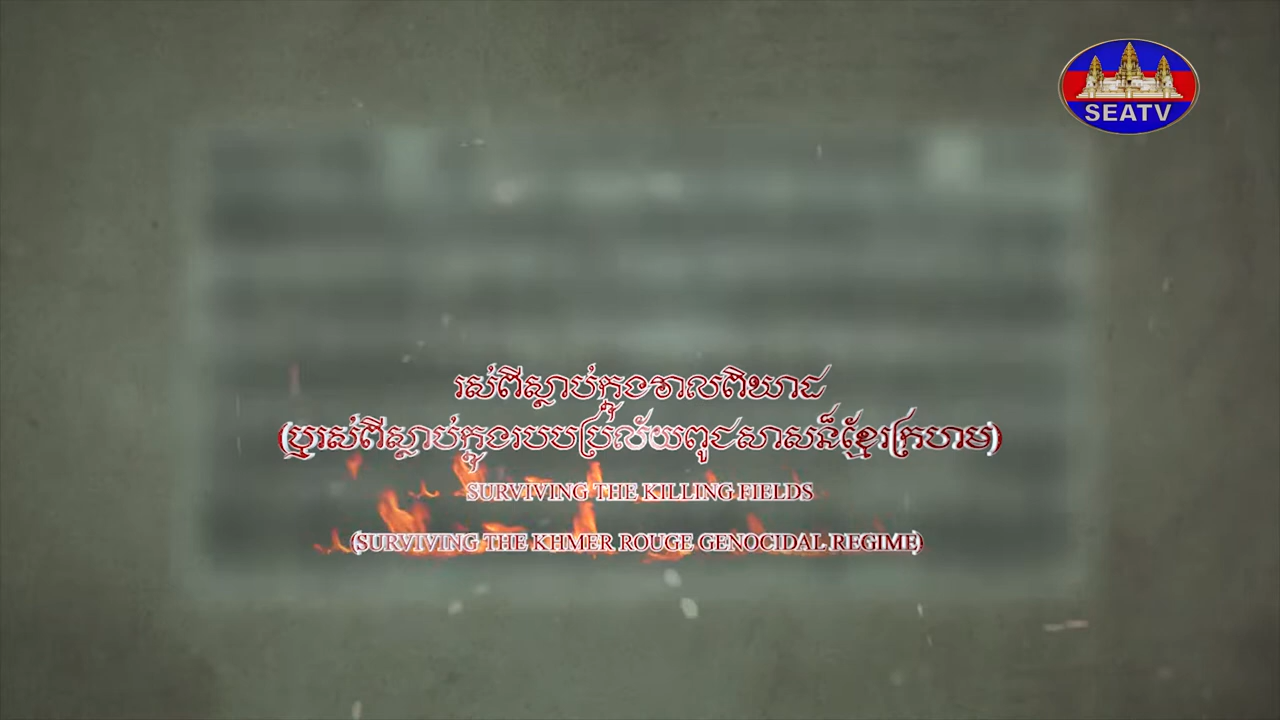 SEATV
រស់ពីស្លាប់ក្នុងវាលពិឃាដ
(ឬរស់ពីស្លាប់ក្នុងរបបប្រល័យពូជសាសន៍ខ្មែរក្រហម)
SURVIVING THE KILLING FIELDS
(SURVIVING THE KHMER ROUGE GENOCIDAL REGIME)